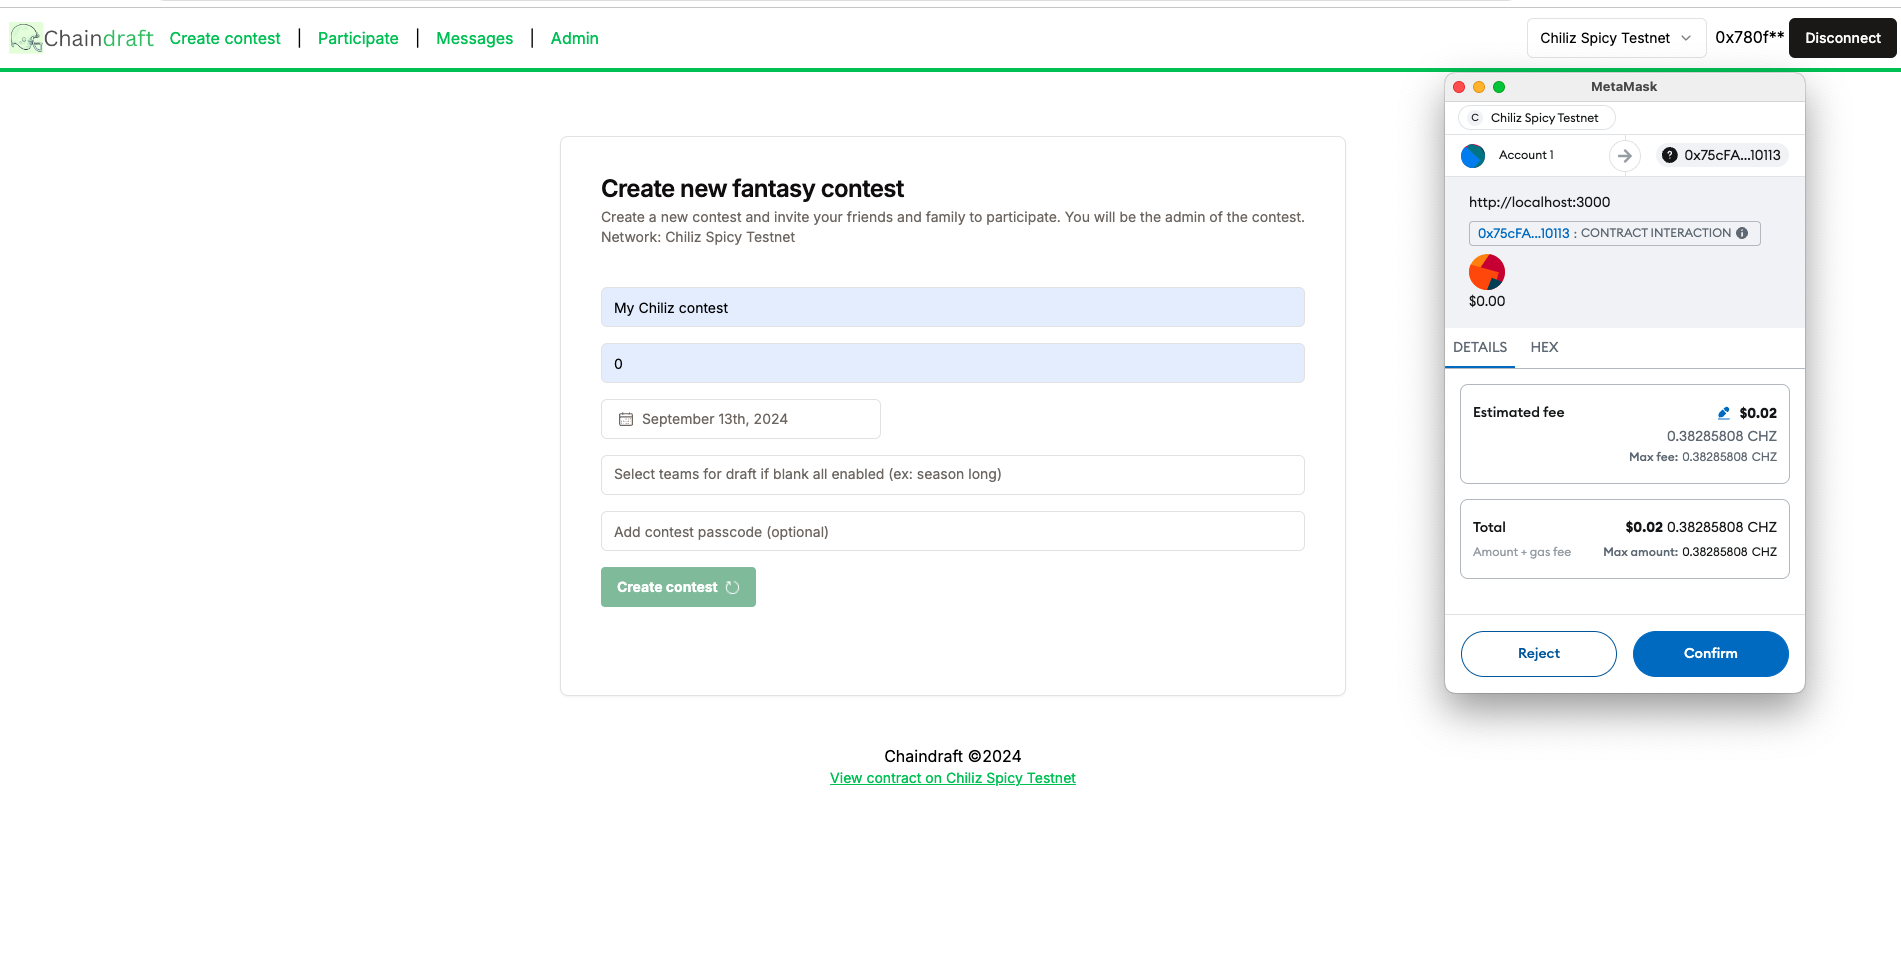 Chaindraft Create contest | Participate | Messages | Admin Chiliz Spicy Testnet 0x780f** Disconnect
Create new fantasy contest
Create a new contest and invite your friends and family to participate. You will be the admin of the contest.
Network: Chiliz Spicy Testnet
My Chiliz contest
0
September 13th, 2024
Select teams for draft if blank all enabled (ex: season long)
Add contest passcode (optional)
Create contest
MetaMask
C Chiliz Spicy Testnet
Account 1 ? 0x75cFA...10113
http://localhost:3000
0x75cFA...10113 : CONTRACT INTERACTION
$0.00
DETAILS HEX
Estimated fee $0.02
0.38285808 CHZ
Max fee: 0.38285808 CHZ
Total $0.02 0.38285808 CHZ
Amount + gas fee Max amount: 0.38285808 CHZ
Reject Confirm
Chaindraft ©2024
View contract on Chiliz Spicy Testnet